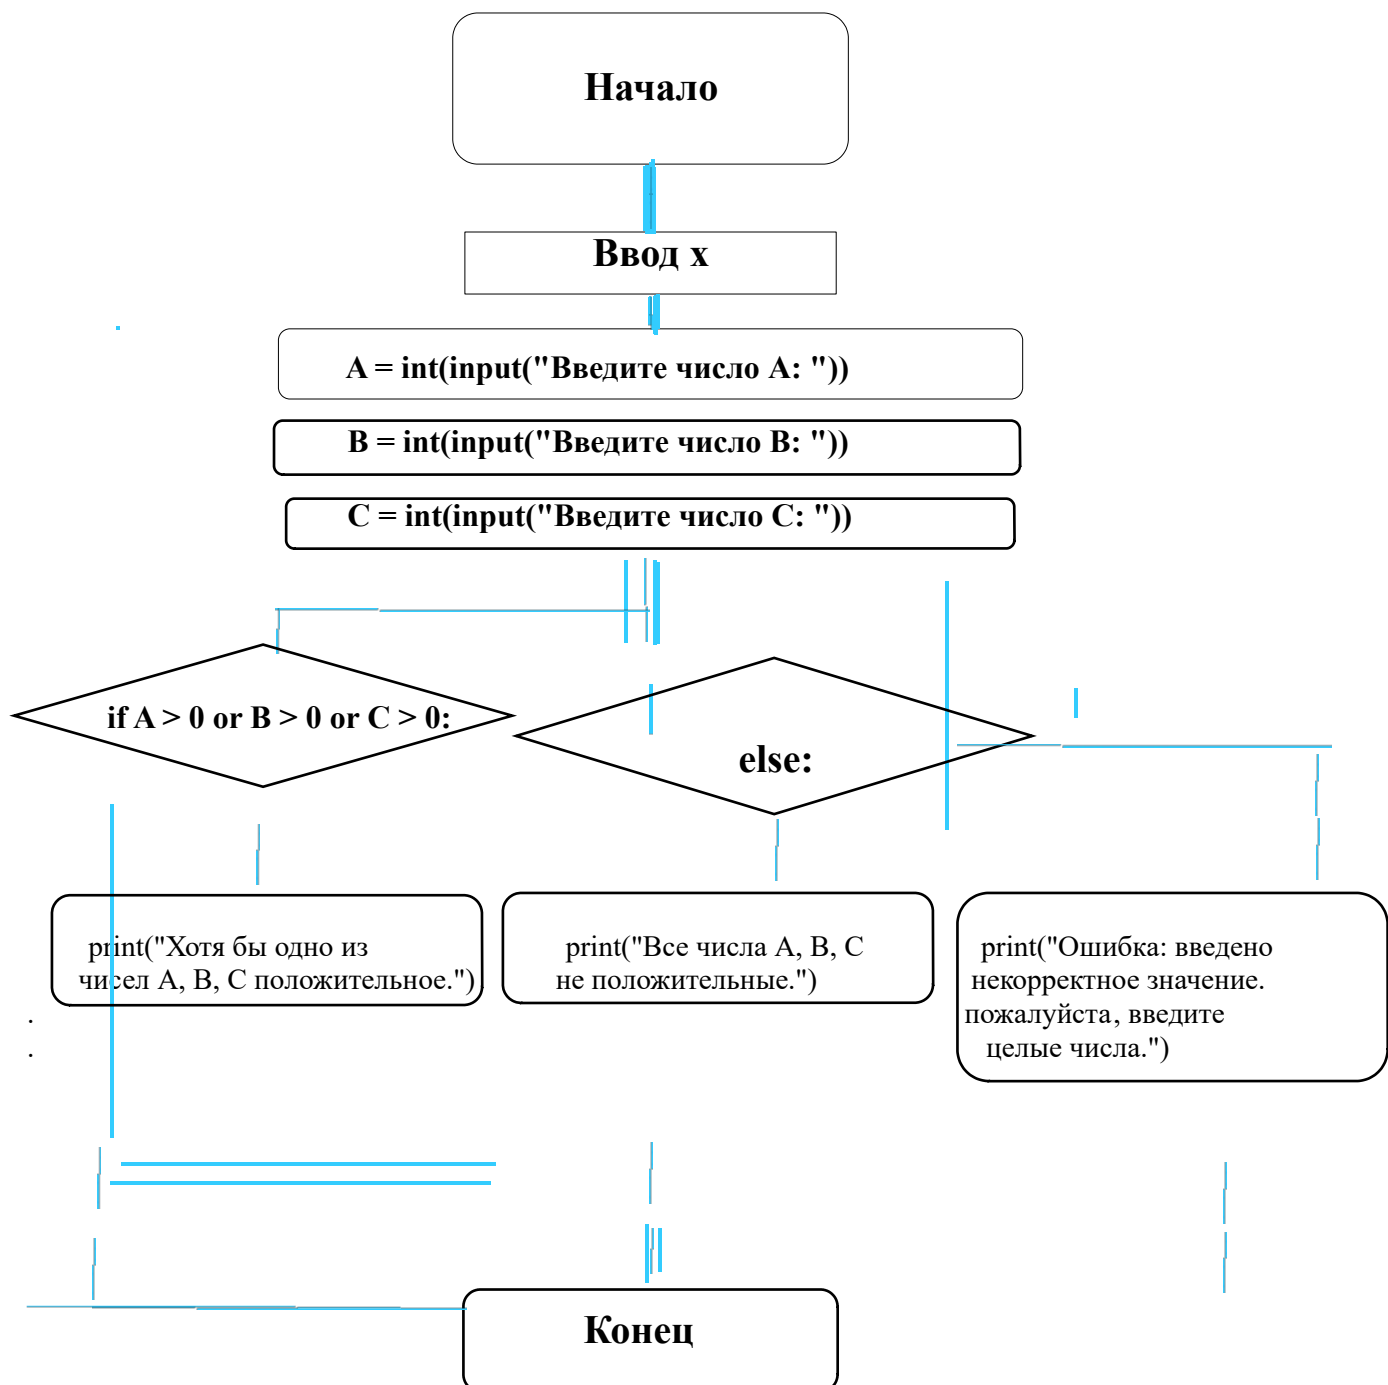 Начало
Ввод x
A = int(input("Введите число A: "))
B = int(input("Введите число B: "))
C = int(input("Введите число C: "))
if A > 0 or B > 0 or C > 0:
else:
print("Хотя бы одно из
чисел A, B, C положительное.")
print("Все числа A, B, C
не положительные.")
print("Ошибка: введено
некорректное значение.
пожалуйста, введите
целые числа.")
.
.
Конец